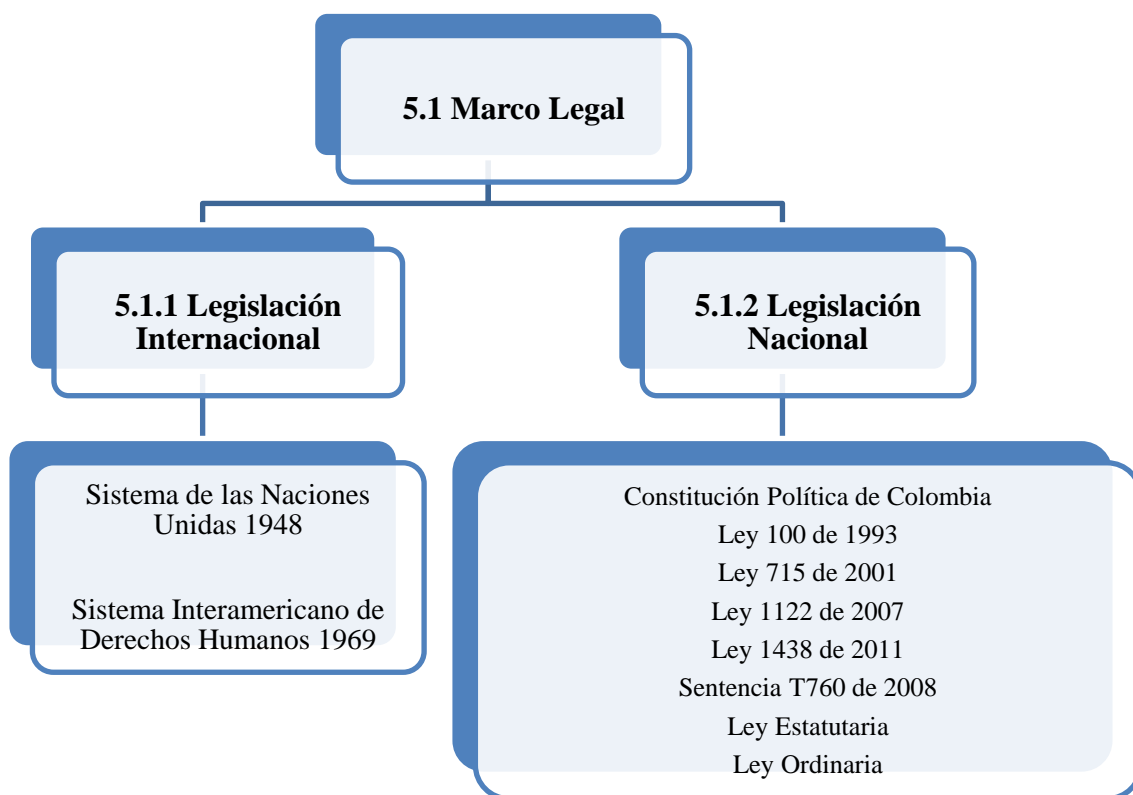 5.1 Marco Legal
5.1.1 Legislación
Internacional
5.1.2 Legislación
Nacional
Sistema de las Naciones
Unidas 1948
Sistema Interamericano de
Derechos Humanos 1969
Constitución Política de Colombia
Ley 100 de 1993
Ley 715 de 2001
Ley 1122 de 2007
Ley 1438 de 2011
Sentencia T760 de 2008
Ley Estatutaria
Ley Ordinaria